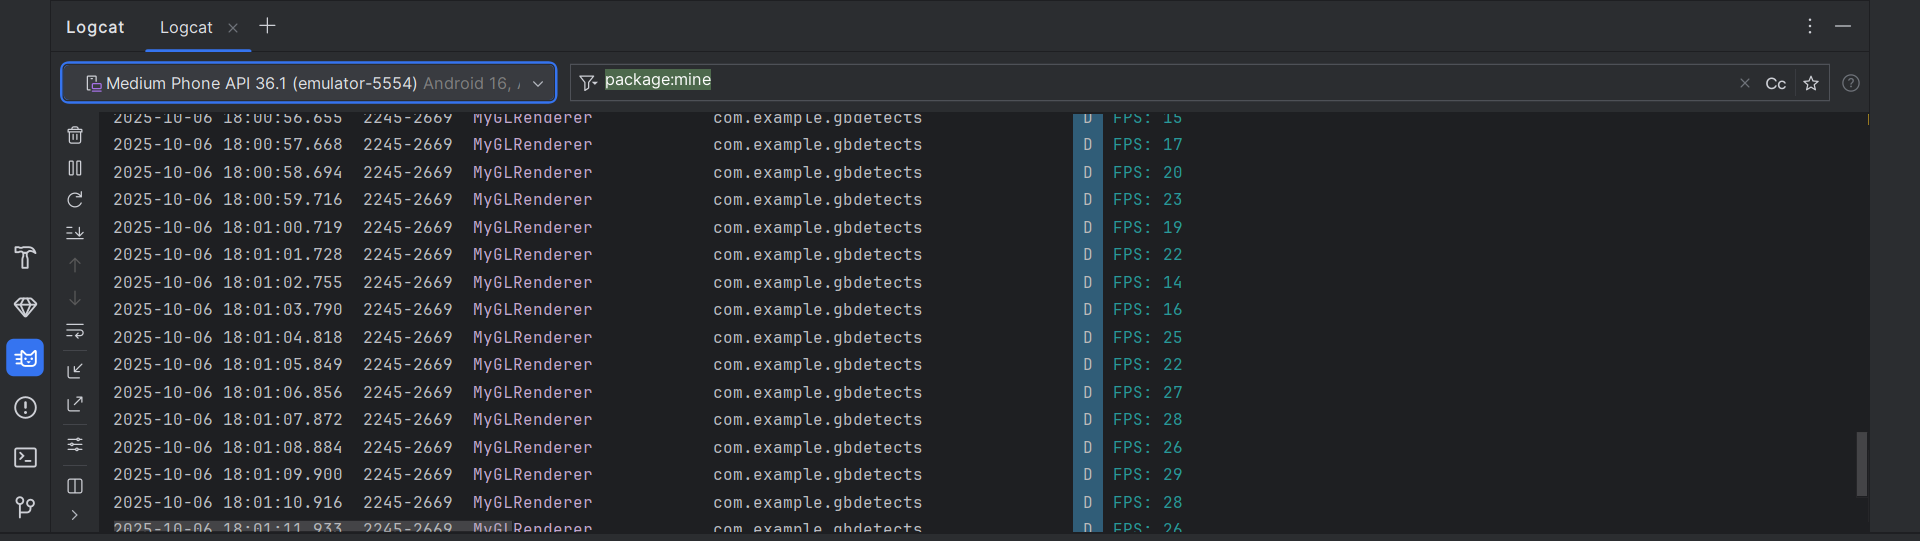 Logcat Logcat
Medium Phone API 36.1 (emulator-5554) Android 16, package:mine Cc
2025-10-06 18:00:56.655 2245-2669 MyGLRenderer com.example.gbdetects D FPS: 15
2025-10-06 18:00:57.668 2245-2669 MyGLRenderer com.example.gbdetects D FPS: 17
2025-10-06 18:00:58.694 2245-2669 MyGLRenderer com.example.gbdetects D FPS: 20
2025-10-06 18:00:59.716 2245-2669 MyGLRenderer com.example.gbdetects D FPS: 23
2025-10-06 18:01:00.719 2245-2669 MyGLRenderer com.example.gbdetects D FPS: 19
2025-10-06 18:01:01.728 2245-2669 MyGLRenderer com.example.gbdetects D FPS: 22
2025-10-06 18:01:02.755 2245-2669 MyGLRenderer com.example.gbdetects D FPS: 14
2025-10-06 18:01:03.790 2245-2669 MyGLRenderer com.example.gbdetects D FPS: 16
2025-10-06 18:01:04.818 2245-2669 MyGLRenderer com.example.gbdetects D FPS: 25
2025-10-06 18:01:05.849 2245-2669 MyGLRenderer com.example.gbdetects D FPS: 22
2025-10-06 18:01:06.856 2245-2669 MyGLRenderer com.example.gbdetects D FPS: 27
2025-10-06 18:01:07.872 2245-2669 MyGLRenderer com.example.gbdetects D FPS: 28
2025-10-06 18:01:08.884 2245-2669 MyGLRenderer com.example.gbdetects D FPS: 26
2025-10-06 18:01:09.900 2245-2669 MyGLRenderer com.example.gbdetects D FPS: 29
2025-10-06 18:01:10.916 2245-2669 MyGLRenderer com.example.gbdetects D FPS: 28
2025-10-06 18:01:11.933 2245-2669 MyGLRenderer com.example.gbdetects D FPS: 26